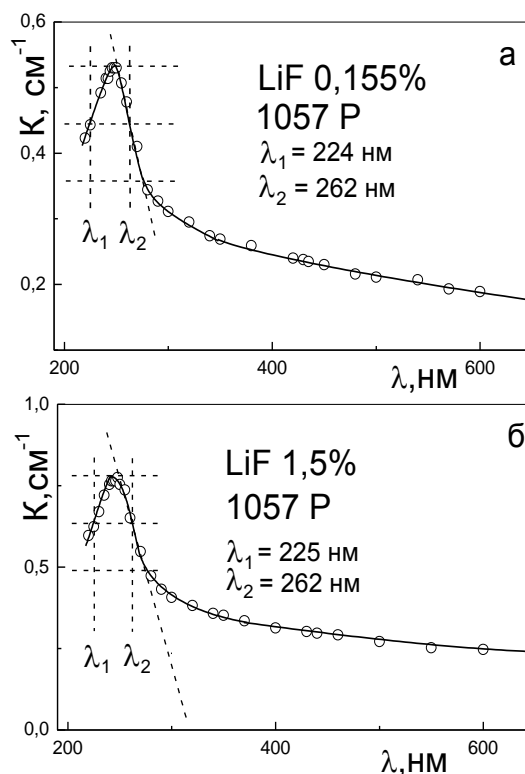 0,6
а
K, см⁻¹
LiF 0,155%
1057 P
λ₁ = 224 нм
λ₂ = 262 нм
0,4
λ₁ λ₂
0,2
200 400 600
λ,нм
1,0
б
K,см⁻¹
LiF 1,5%
1057 P
λ₁ = 225 нм
λ₂ = 262 нм
0,5
λ₁ λ₂
0,0
200 400 600
λ,нм